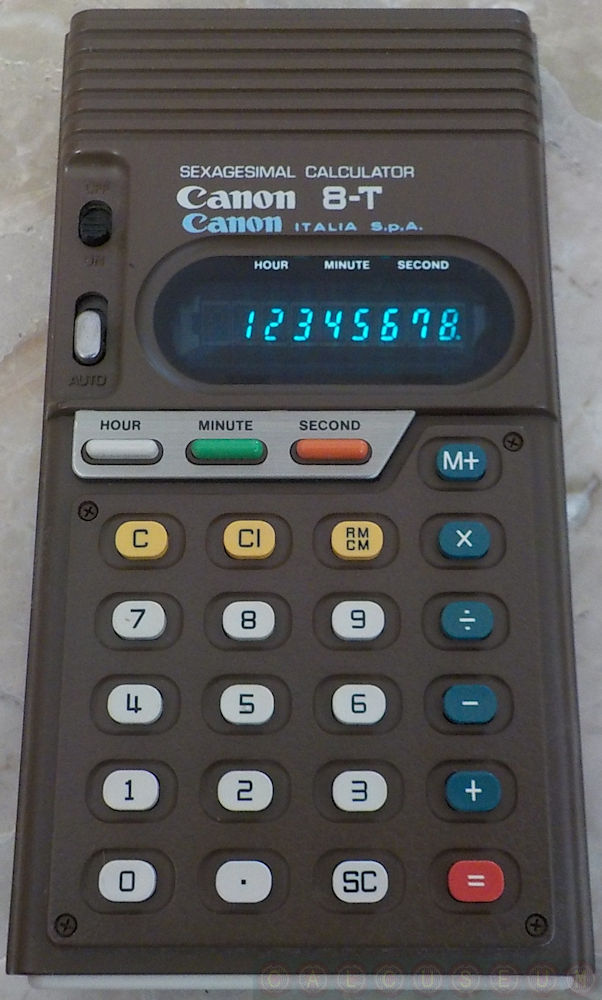 SEXAGESIMAL CALCULATOR
Canon 8-T
Canon ITALIA S.p.A.
OFF
ON
AUTO
HOUR MINUTE SECOND
12345678.
HOUR MINUTE SECOND
M+
C CI RM CM ×
7 8 9 ÷
4 5 6 −
1 2 3 +
0 . SC =
CALCUSEUM